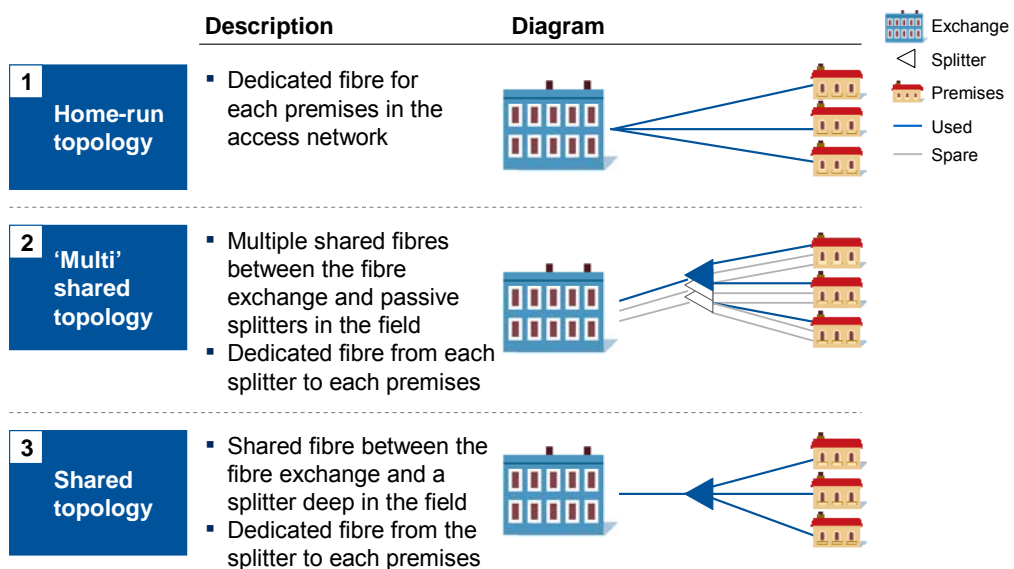 Description
Diagram
Exchange
Splitter
Premises
Used
Spare
1
Home-run
topology
▪ Dedicated fibre for
each premises in the
access network
2
‘Multi’
shared
topology
▪ Multiple shared fibres
between the fibre
exchange and passive
splitters in the field
▪ Dedicated fibre from each
splitter to each premises
3
Shared
topology
▪ Shared fibre between the
fibre exchange and a
splitter deep in the field
▪ Dedicated fibre from the
splitter to each premises